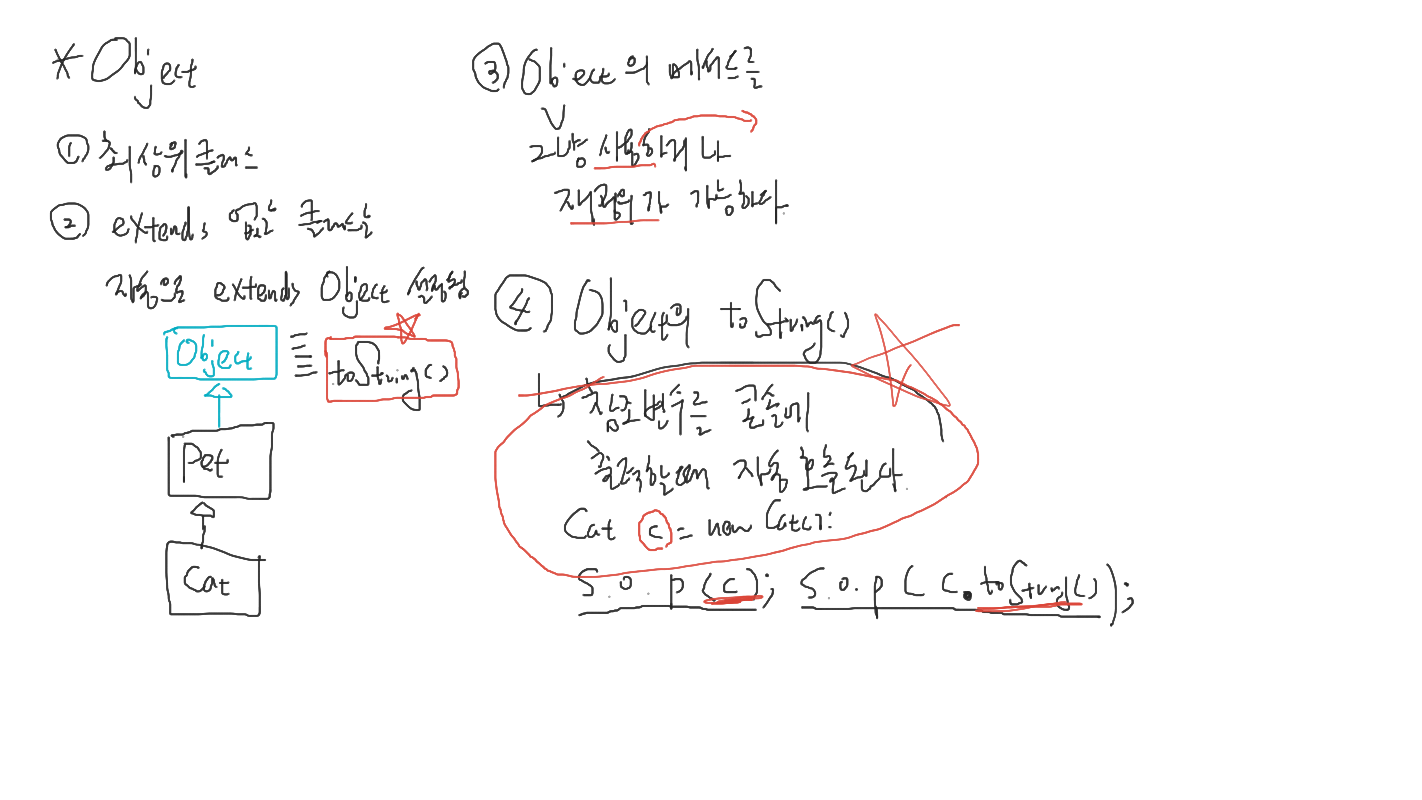 * Object
① 최상위클래스
② extends 없는 클래스는
자동으로 extends Object 설정됨
Object
toString()
Pet
Cat
③ Object의 메서드를
그냥 사용하거나
재정의가 가능하다.
④ Object의 toString()
↳ 참조변수를 콘솔에
출력할때 자동 호출된다.
Cat c = new Cat();
S.O.P(c); S.O.P(c.toString());